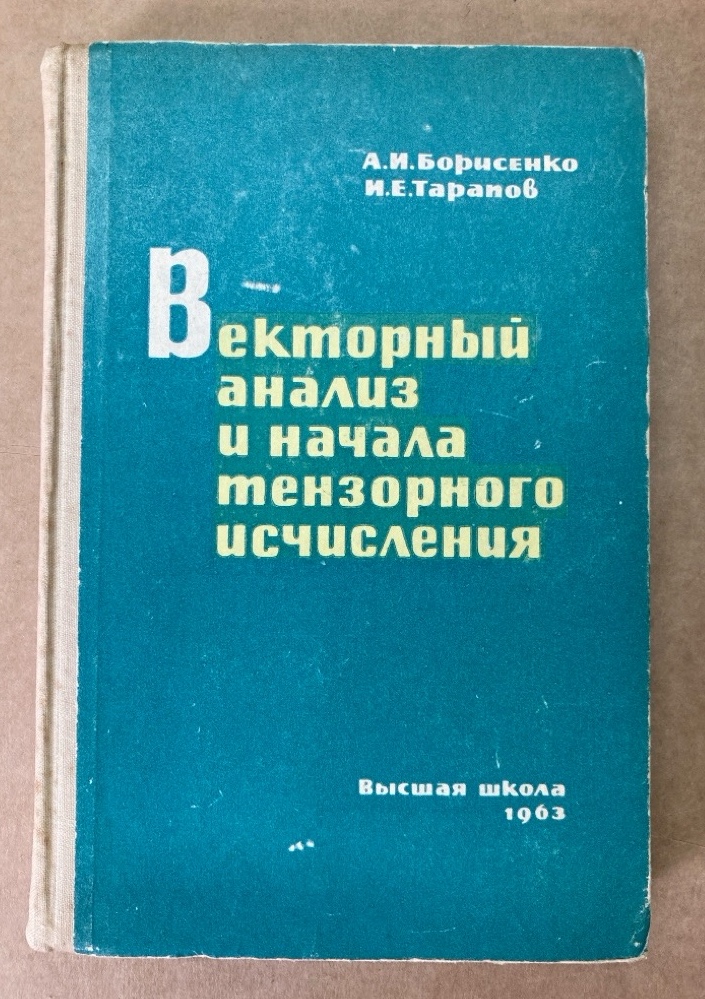 А.И.Борисенко
И.Е.Тарапов
Векторный
анализ
и начала
тензорного
исчисления
Высшая школа
1963